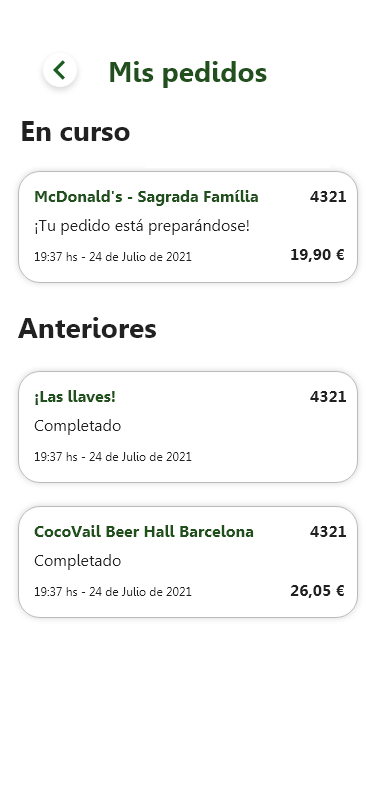 Mis pedidos
En curso
McDonald's - Sagrada Família 4321
¡Tu pedido está preparándose!
19:37 hs - 24 de Julio de 2021 19,90 €
Anteriores
¡Las llaves! 4321
Completado
19:37 hs - 24 de Julio de 2021
CocoVail Beer Hall Barcelona 4321
Completado
19:37 hs - 24 de Julio de 2021 26,05 €